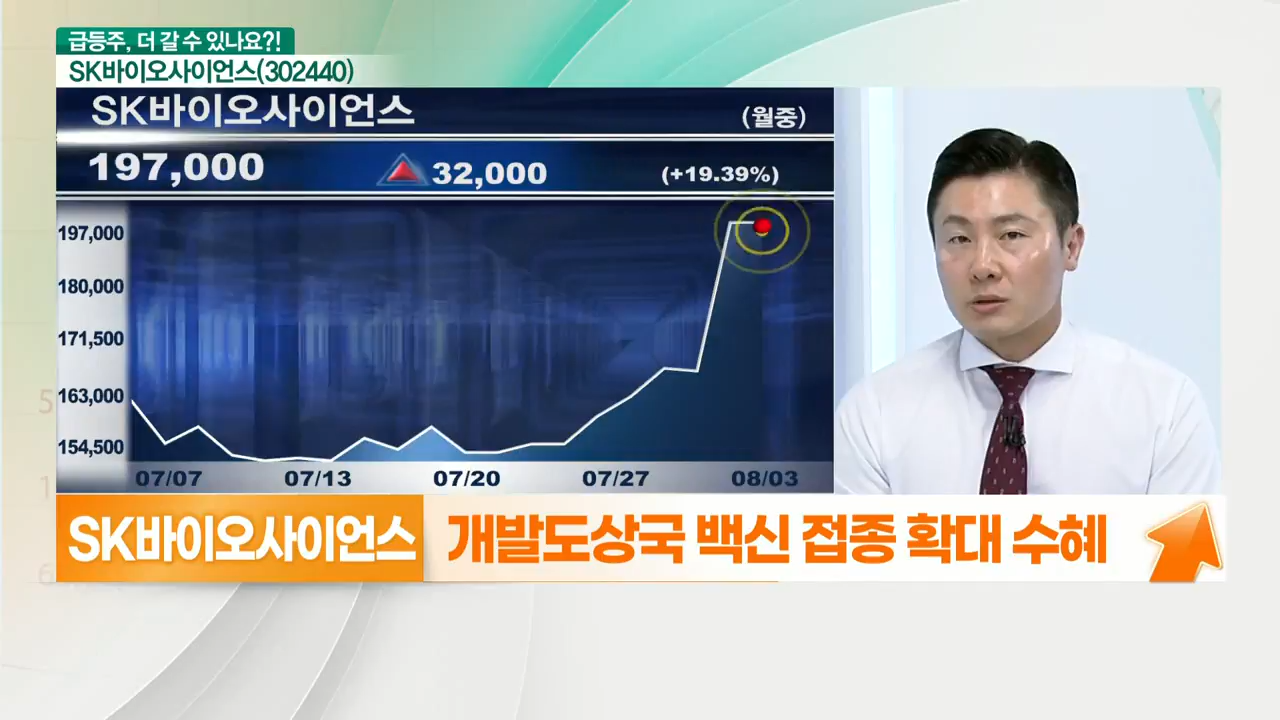 급등주, 더 갈 수 있나요?!
SK바이오사이언스(302440)
SK바이오사이언스 (월중)
197,000 32,000 (+19.39%)
197,000
180,000
171,500
163,000
154,500
07/07 07/13 07/20 07/27 08/03
SK바이오사이언스 개발도상국 백신 접종 확대 수혜
5
1
6